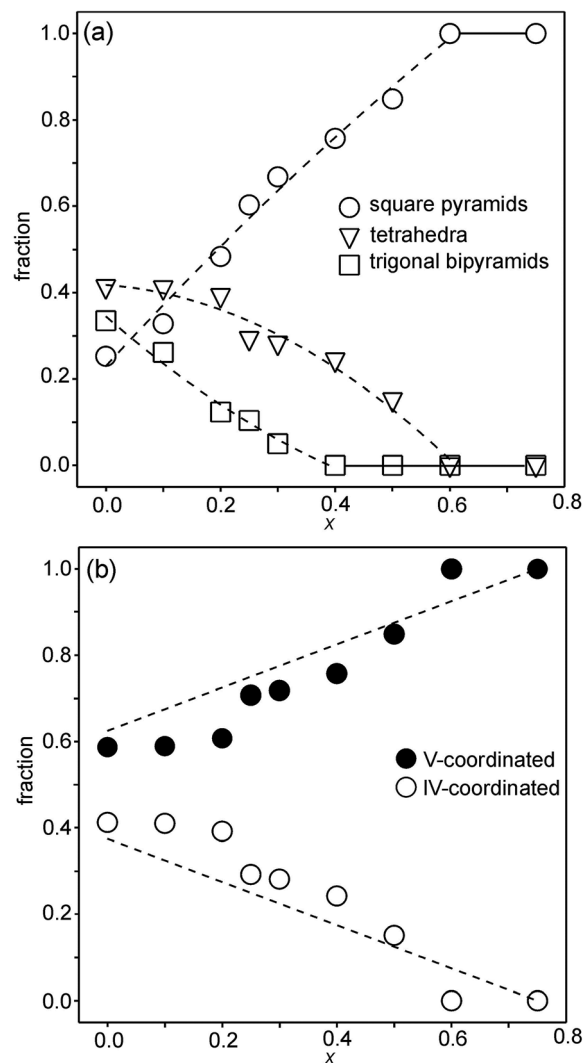 (a)
1.0
0.8
0.6
0.4
0.2
0.0
fraction
square pyramids
tetrahedra
trigonal bipyramids
0.0 0.2 0.4 0.6 0.8
x
(b)
1.0
0.8
0.6
0.4
0.2
1.0
fraction
V-coordinated
IV-coordinated
0.0 0.2 0.4 0.6 0.8
x